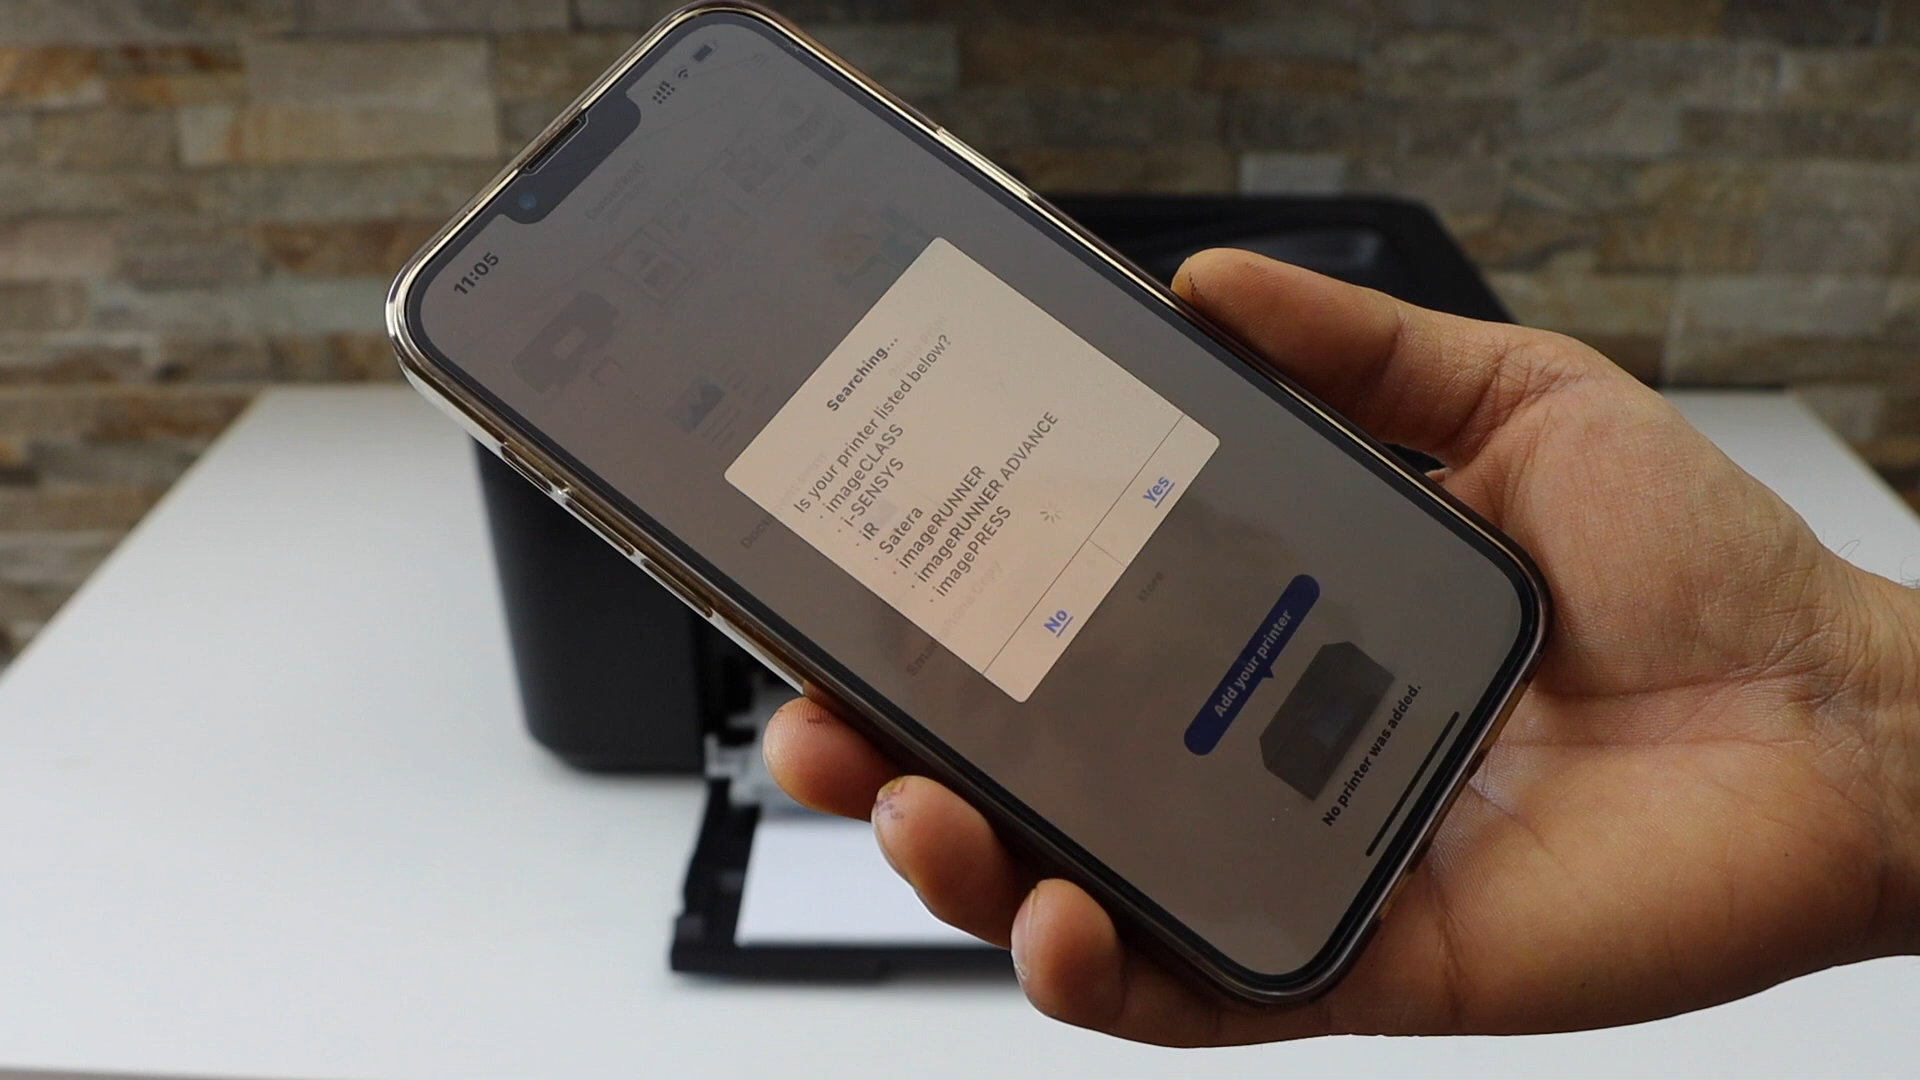 11:05
Searching...
Is your printer listed below?
· imageCLASS
· i-SENSYS
· iR
· Satera
· imageRUNNER
· imageRUNNER ADVANCE
· imagePRESS
No
Yes
store
Add your printer
No printer was added.